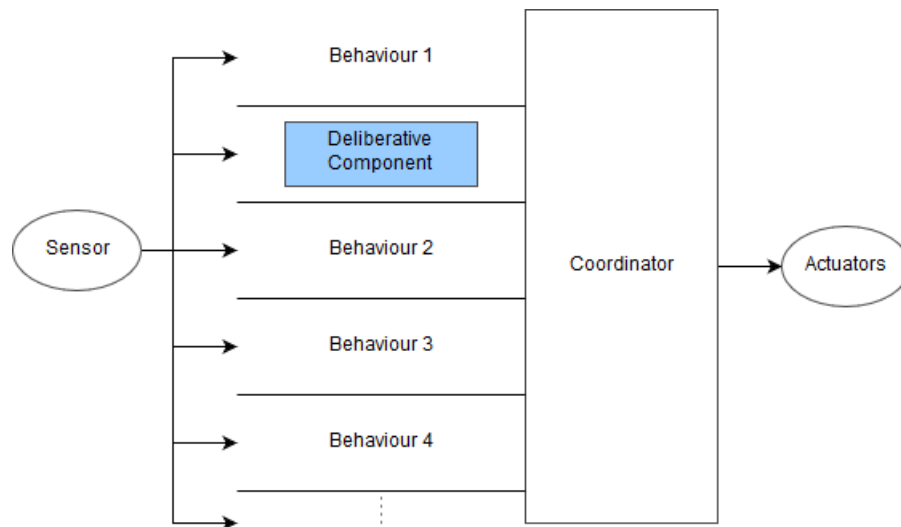 Behaviour 1
Deliberative
Component
Sensor
Behaviour 2
Coordinator
Actuators
Behaviour 3
Behaviour 4